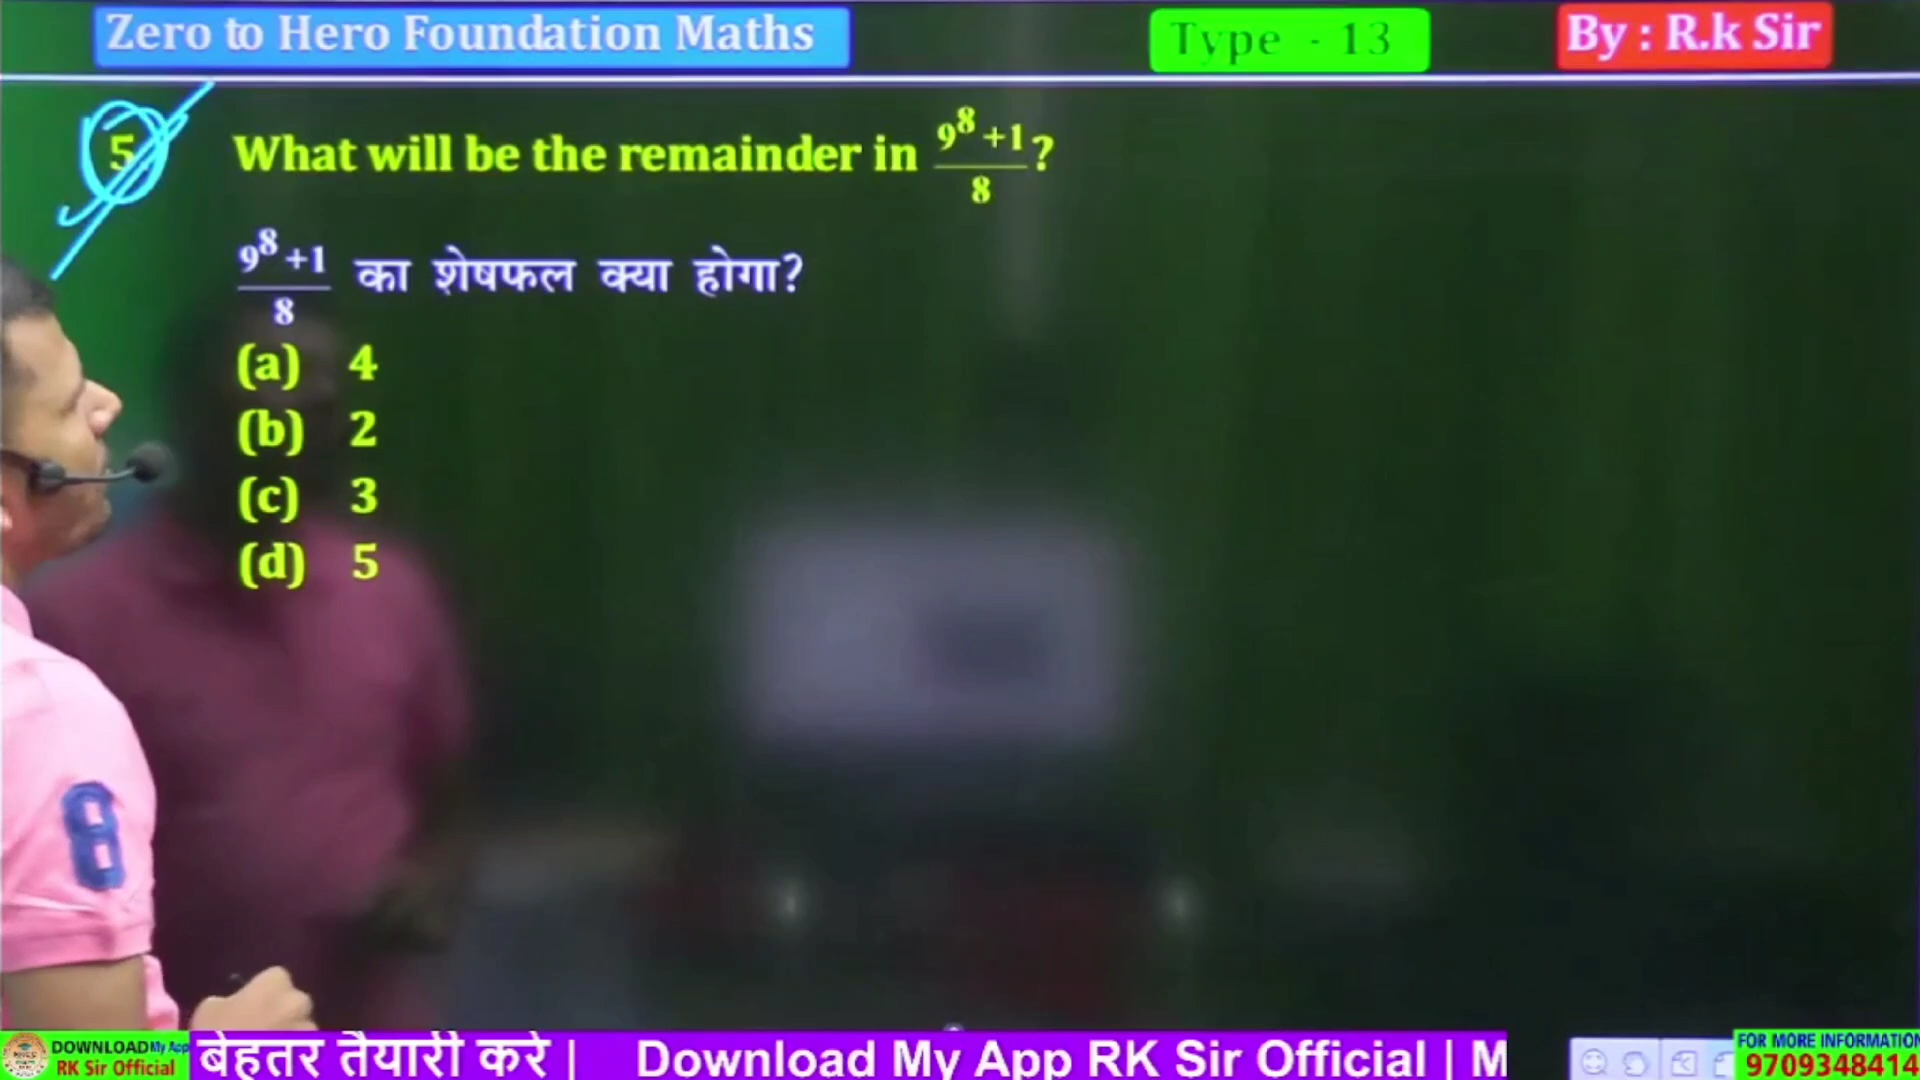 Zero to Hero Foundation Maths
Type - 13
By : R.k Sir
5
What will be the remainder in (9^8+1)/8?
(9^8+1)/8 का शेषफल क्या होगा?
(a) 4
(b) 2
(c) 3
(d) 5
8
DOWNLOAD My App
RK Sir Official
बेहतर तैयारी करे | Download My App RK Sir Official | M
FOR MORE INFORMATION
9709348414